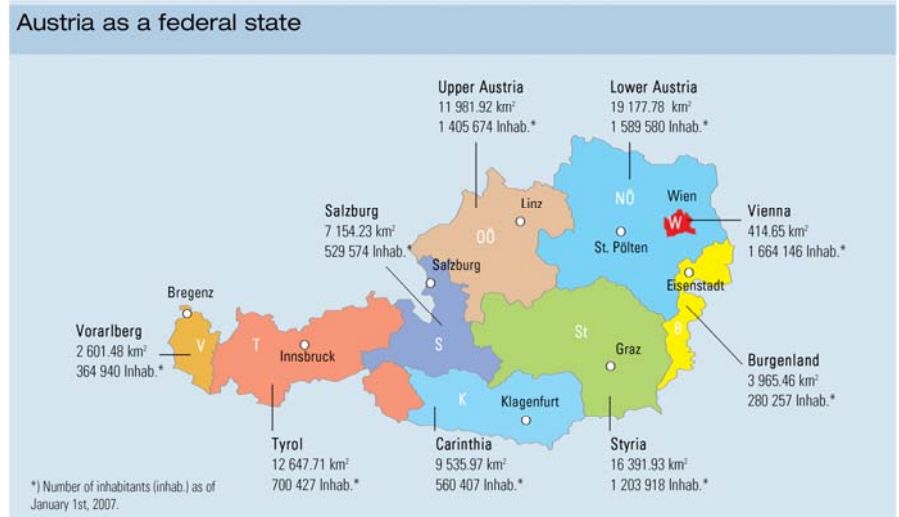 Austria as a federal state
Upper Austria
11 981.92 km²
1 405 674 Inhab.*
Lower Austria
19 177.78 km²
1 589 580 Inhab.*
Salzburg
7 154.23 km²
529 574 Inhab.*
Linz
NÖ
Wien
W
Vienna
414.65 km²
1 664 146 Inhab.*
OÖ
St. Pölten
Salzburg
Eisenstadt
Bregenz
Vorarlberg
2 601.48 km²
364 940 Inhab.*
V
T
Innsbruck
S
St
Graz
B
Burgenland
3 965.46 km²
280 257 Inhab.*
K
Klagenfurt
Tyrol
12 647.71 km²
700 427 Inhab.*
Carinthia
9 535.97 km²
560 407 Inhab.*
Styria
16 391.93 km²
1 203 918 Inhab.*
*) Number of inhabitants (inhab.) as of
January 1st, 2007.